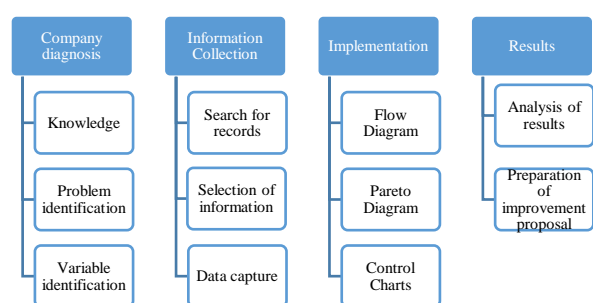 Company
diagnosis
Knowledge
Problem
identification
Variable
identification
Information
Collection
Search for
records
Selection of
information
Data capture
Implementation
Flow
Diagram
Pareto
Diagram
Control
Charts
Results
Analysis of
results
Preparation
of
improvement
proposal